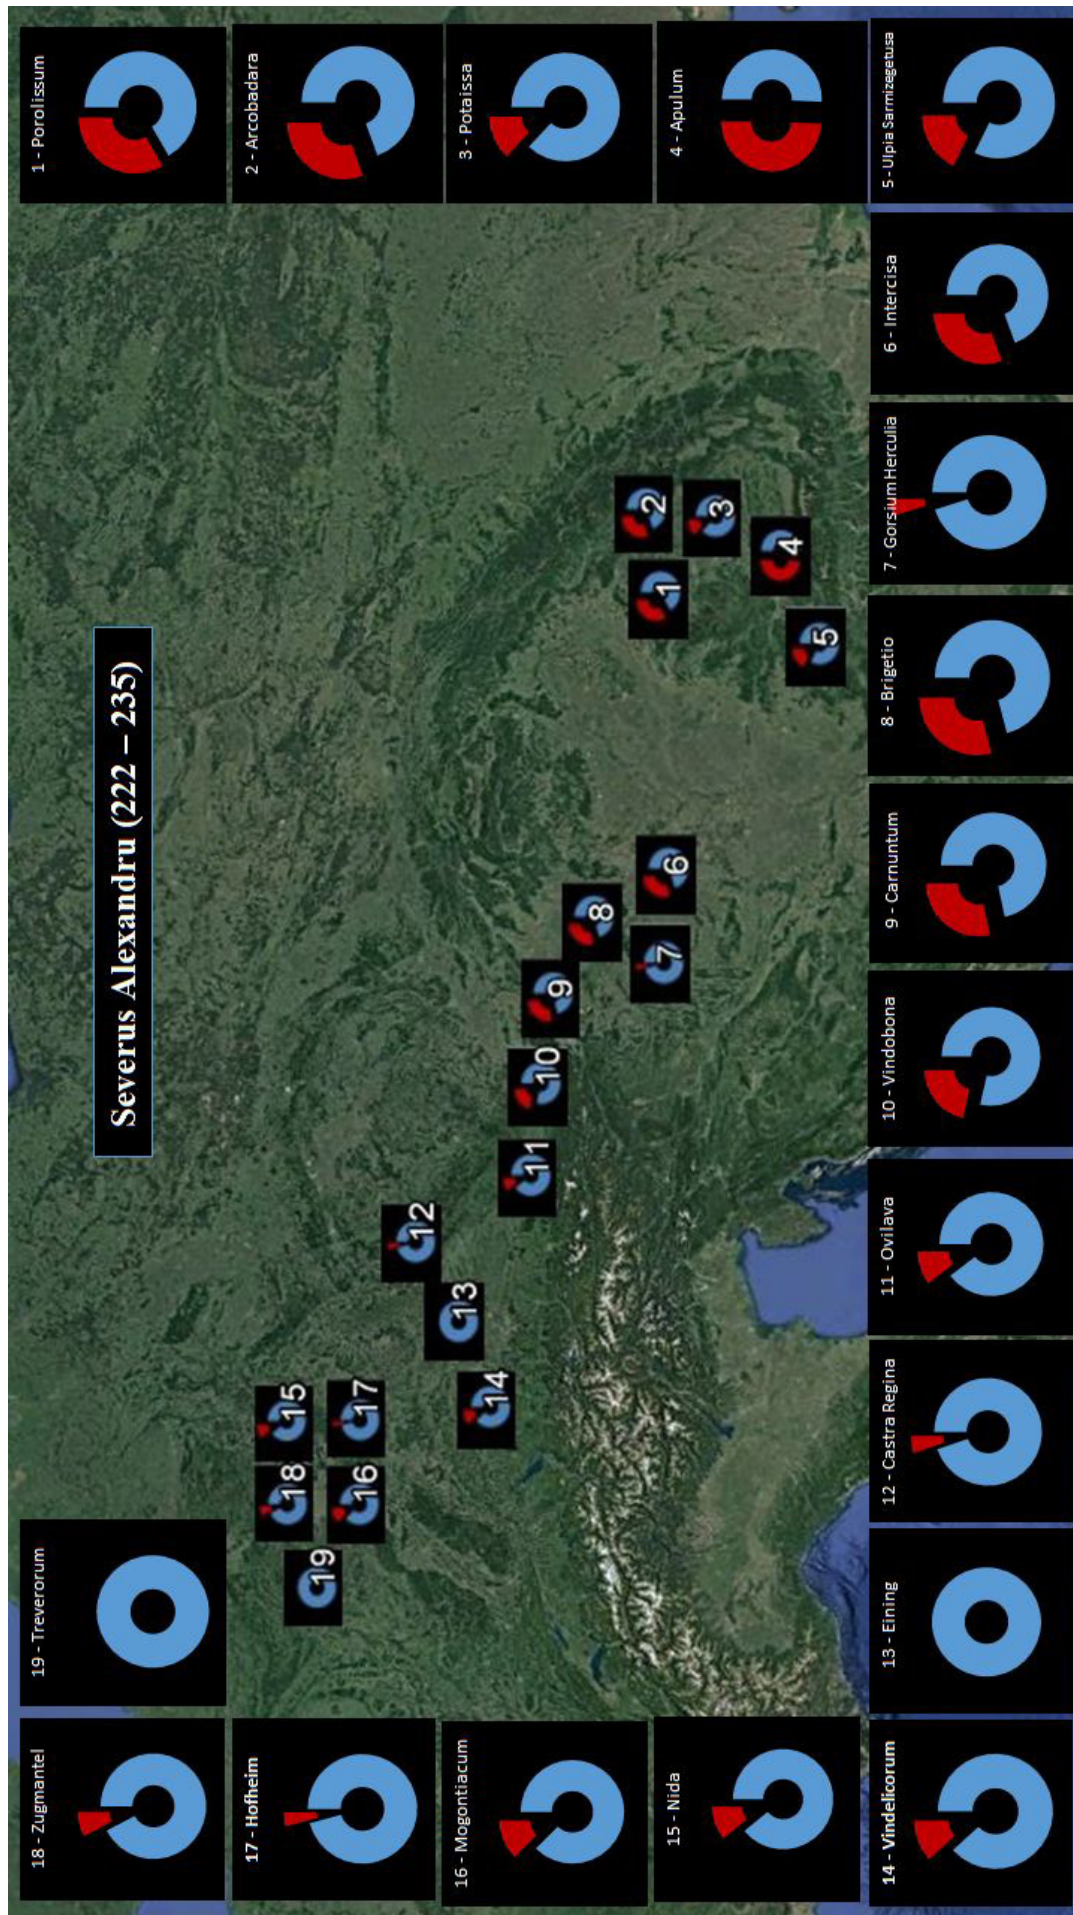 Severus Alexandru (222 – 235)
1 - Porolissum
2 - Arcobadara
3 - Potaissa
4 - Apulum
5 - Ulpia Sarmizegetusa
6 - Intercisa
7 - Gorsium Herculia
8 - Brigetio
9 - Carnuntum
10 - Vindobona
11 - Ovilava
12 - Castra Regina
13 - Eining
14 - Vindelicorum
15 - Nida
16 - Mogontiacum
17 - Hofheim
18 - Zugmantel
19 - Treverorum
1
2
3
4
5
6
7
8
9
10
11
12
13
14
15
16
17
18
19